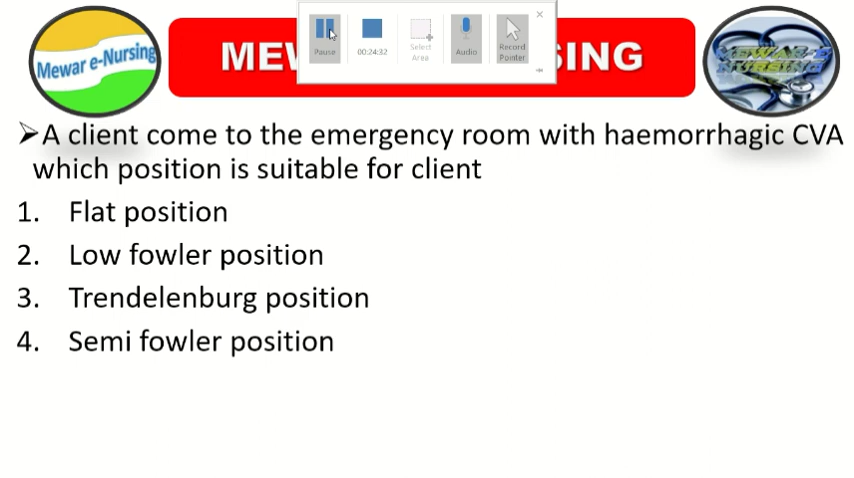 Mewar e-Nursing
MEW
SING
MEWAR E
NURSING
Pause
00:24:32
Select
Area
Audio
Record
Pointer
➢A client come to the emergency room with haemorrhagic CVA
which position is suitable for client
1. Flat position
2. Low fowler position
3. Trendelenburg position
4. Semi fowler position